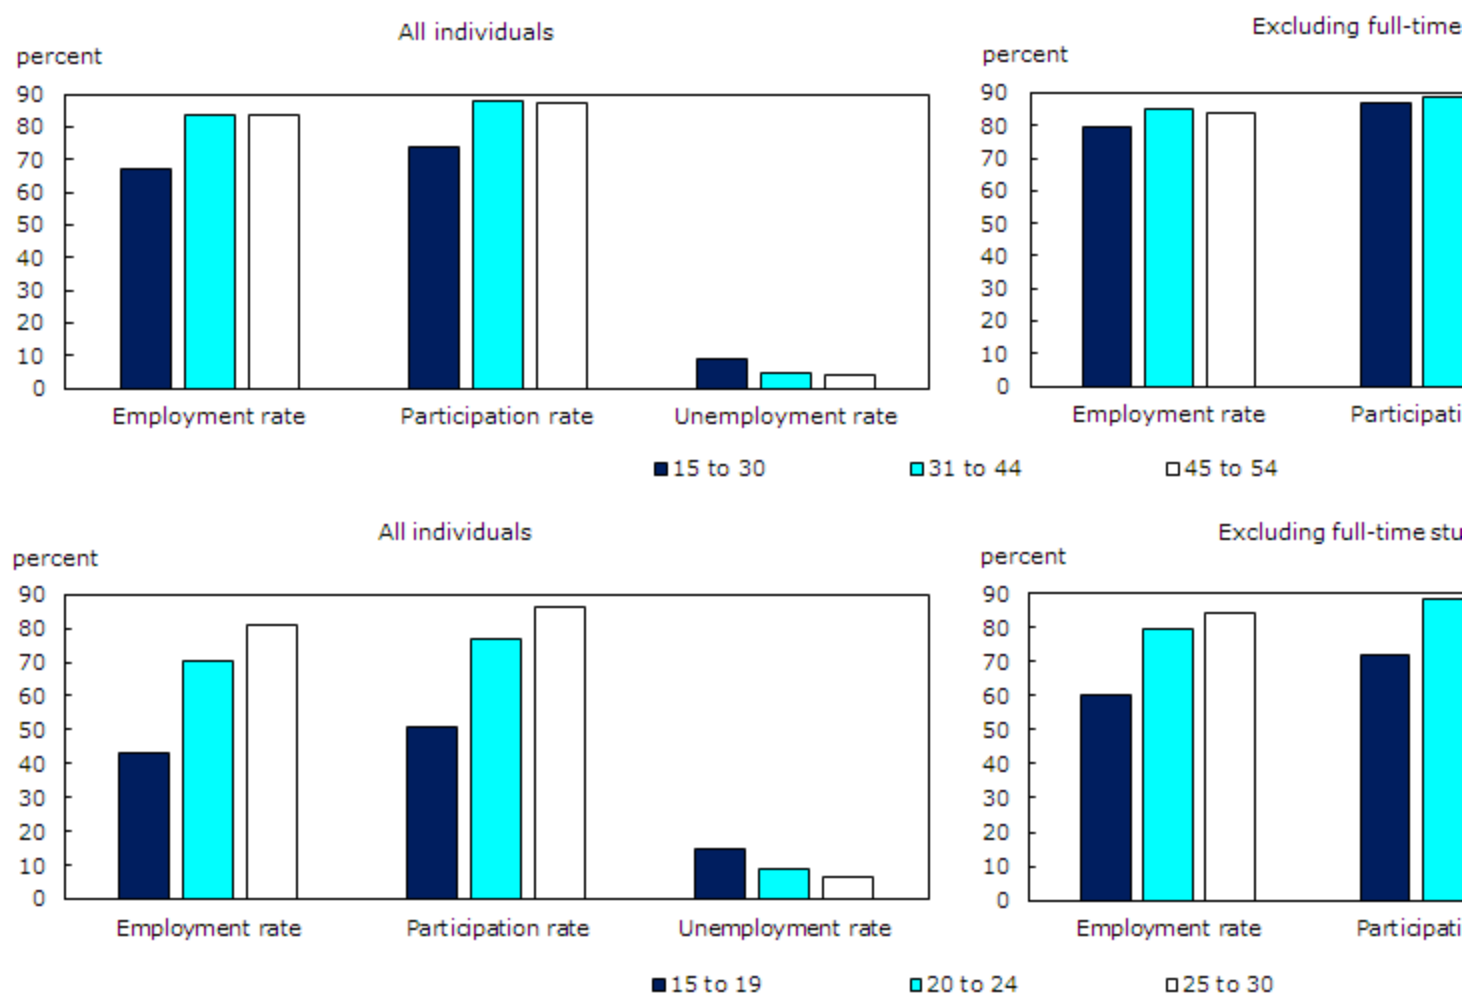 All individuals
Excluding full-time
percent
percent
90
80
70
60
50
40
30
20
10
0
Employment rate
Participation rate
Unemployment rate
90
80
70
60
50
40
30
20
10
0
Employment rate
Participati
15 to 30
31 to 44
45 to 54
All individuals
Excluding full-time stu
percent
percent
90
80
70
60
50
40
30
20
10
0
Employment rate
Participation rate
Unemployment rate
90
80
70
60
50
40
30
20
10
0
Employment rate
Participati
15 to 19
20 to 24
25 to 30